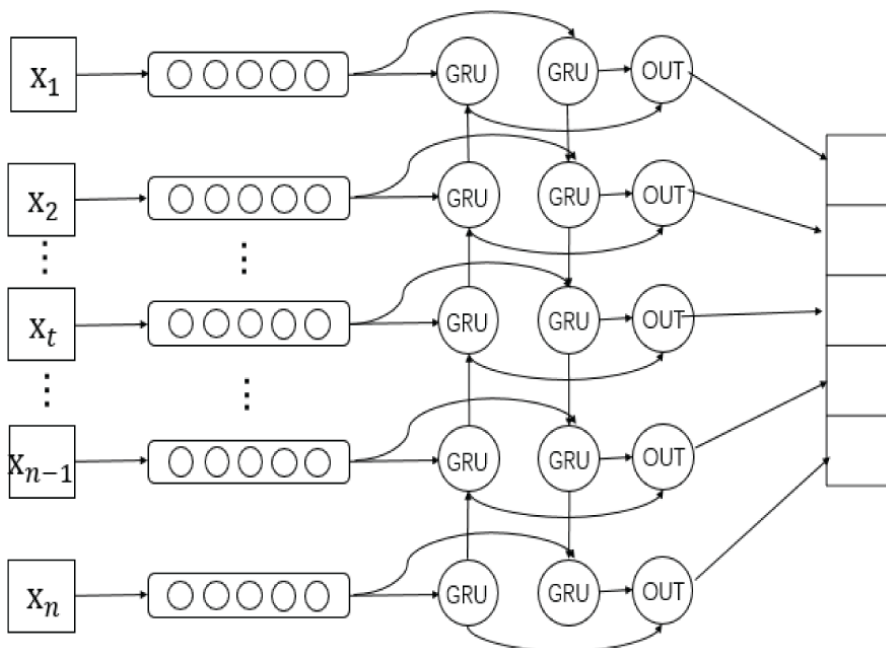 X₁ GRU GRU OUT
X₂ GRU GRU OUT
⋮ ⋮
Xₜ GRU GRU OUT
⋮ ⋮
Xₙ₋₁ GRU GRU OUT
Xₙ GRU GRU OUT